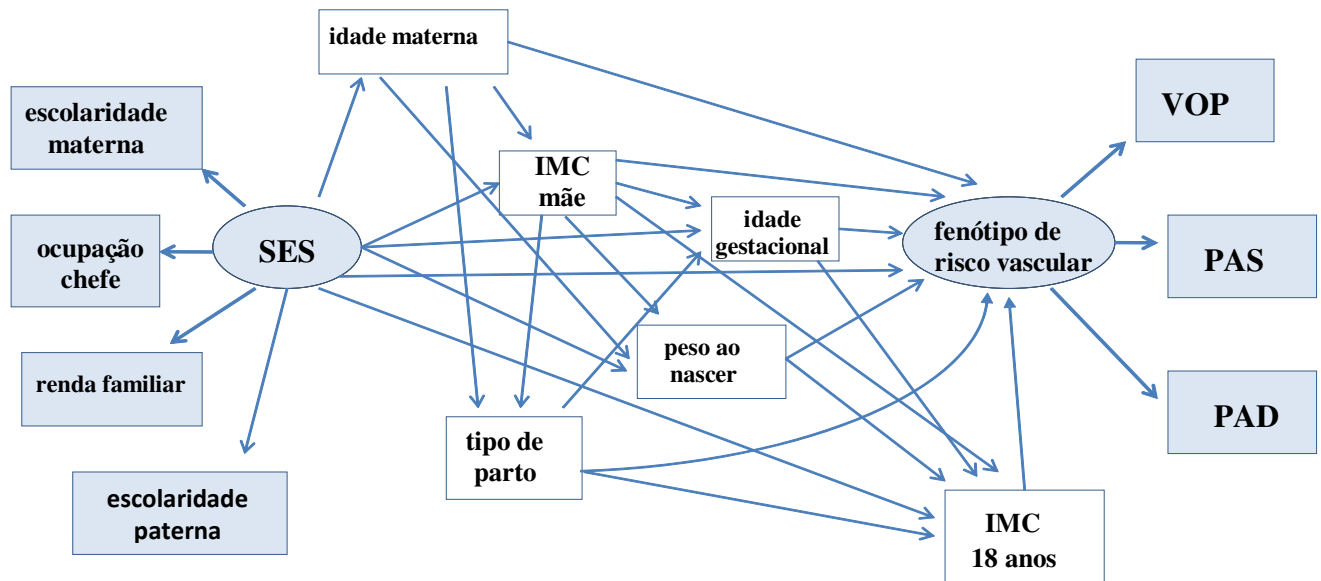 idade materna
escolaridade
materna
VOP
IMC
mãe
ocupação
chefe
SES
idade
gestacional
fenótipo de
risco vascular
PAS
renda familiar
peso ao
nascer
PAD
tipo de
parto
escolaridade
paterna
IMC
18 anos